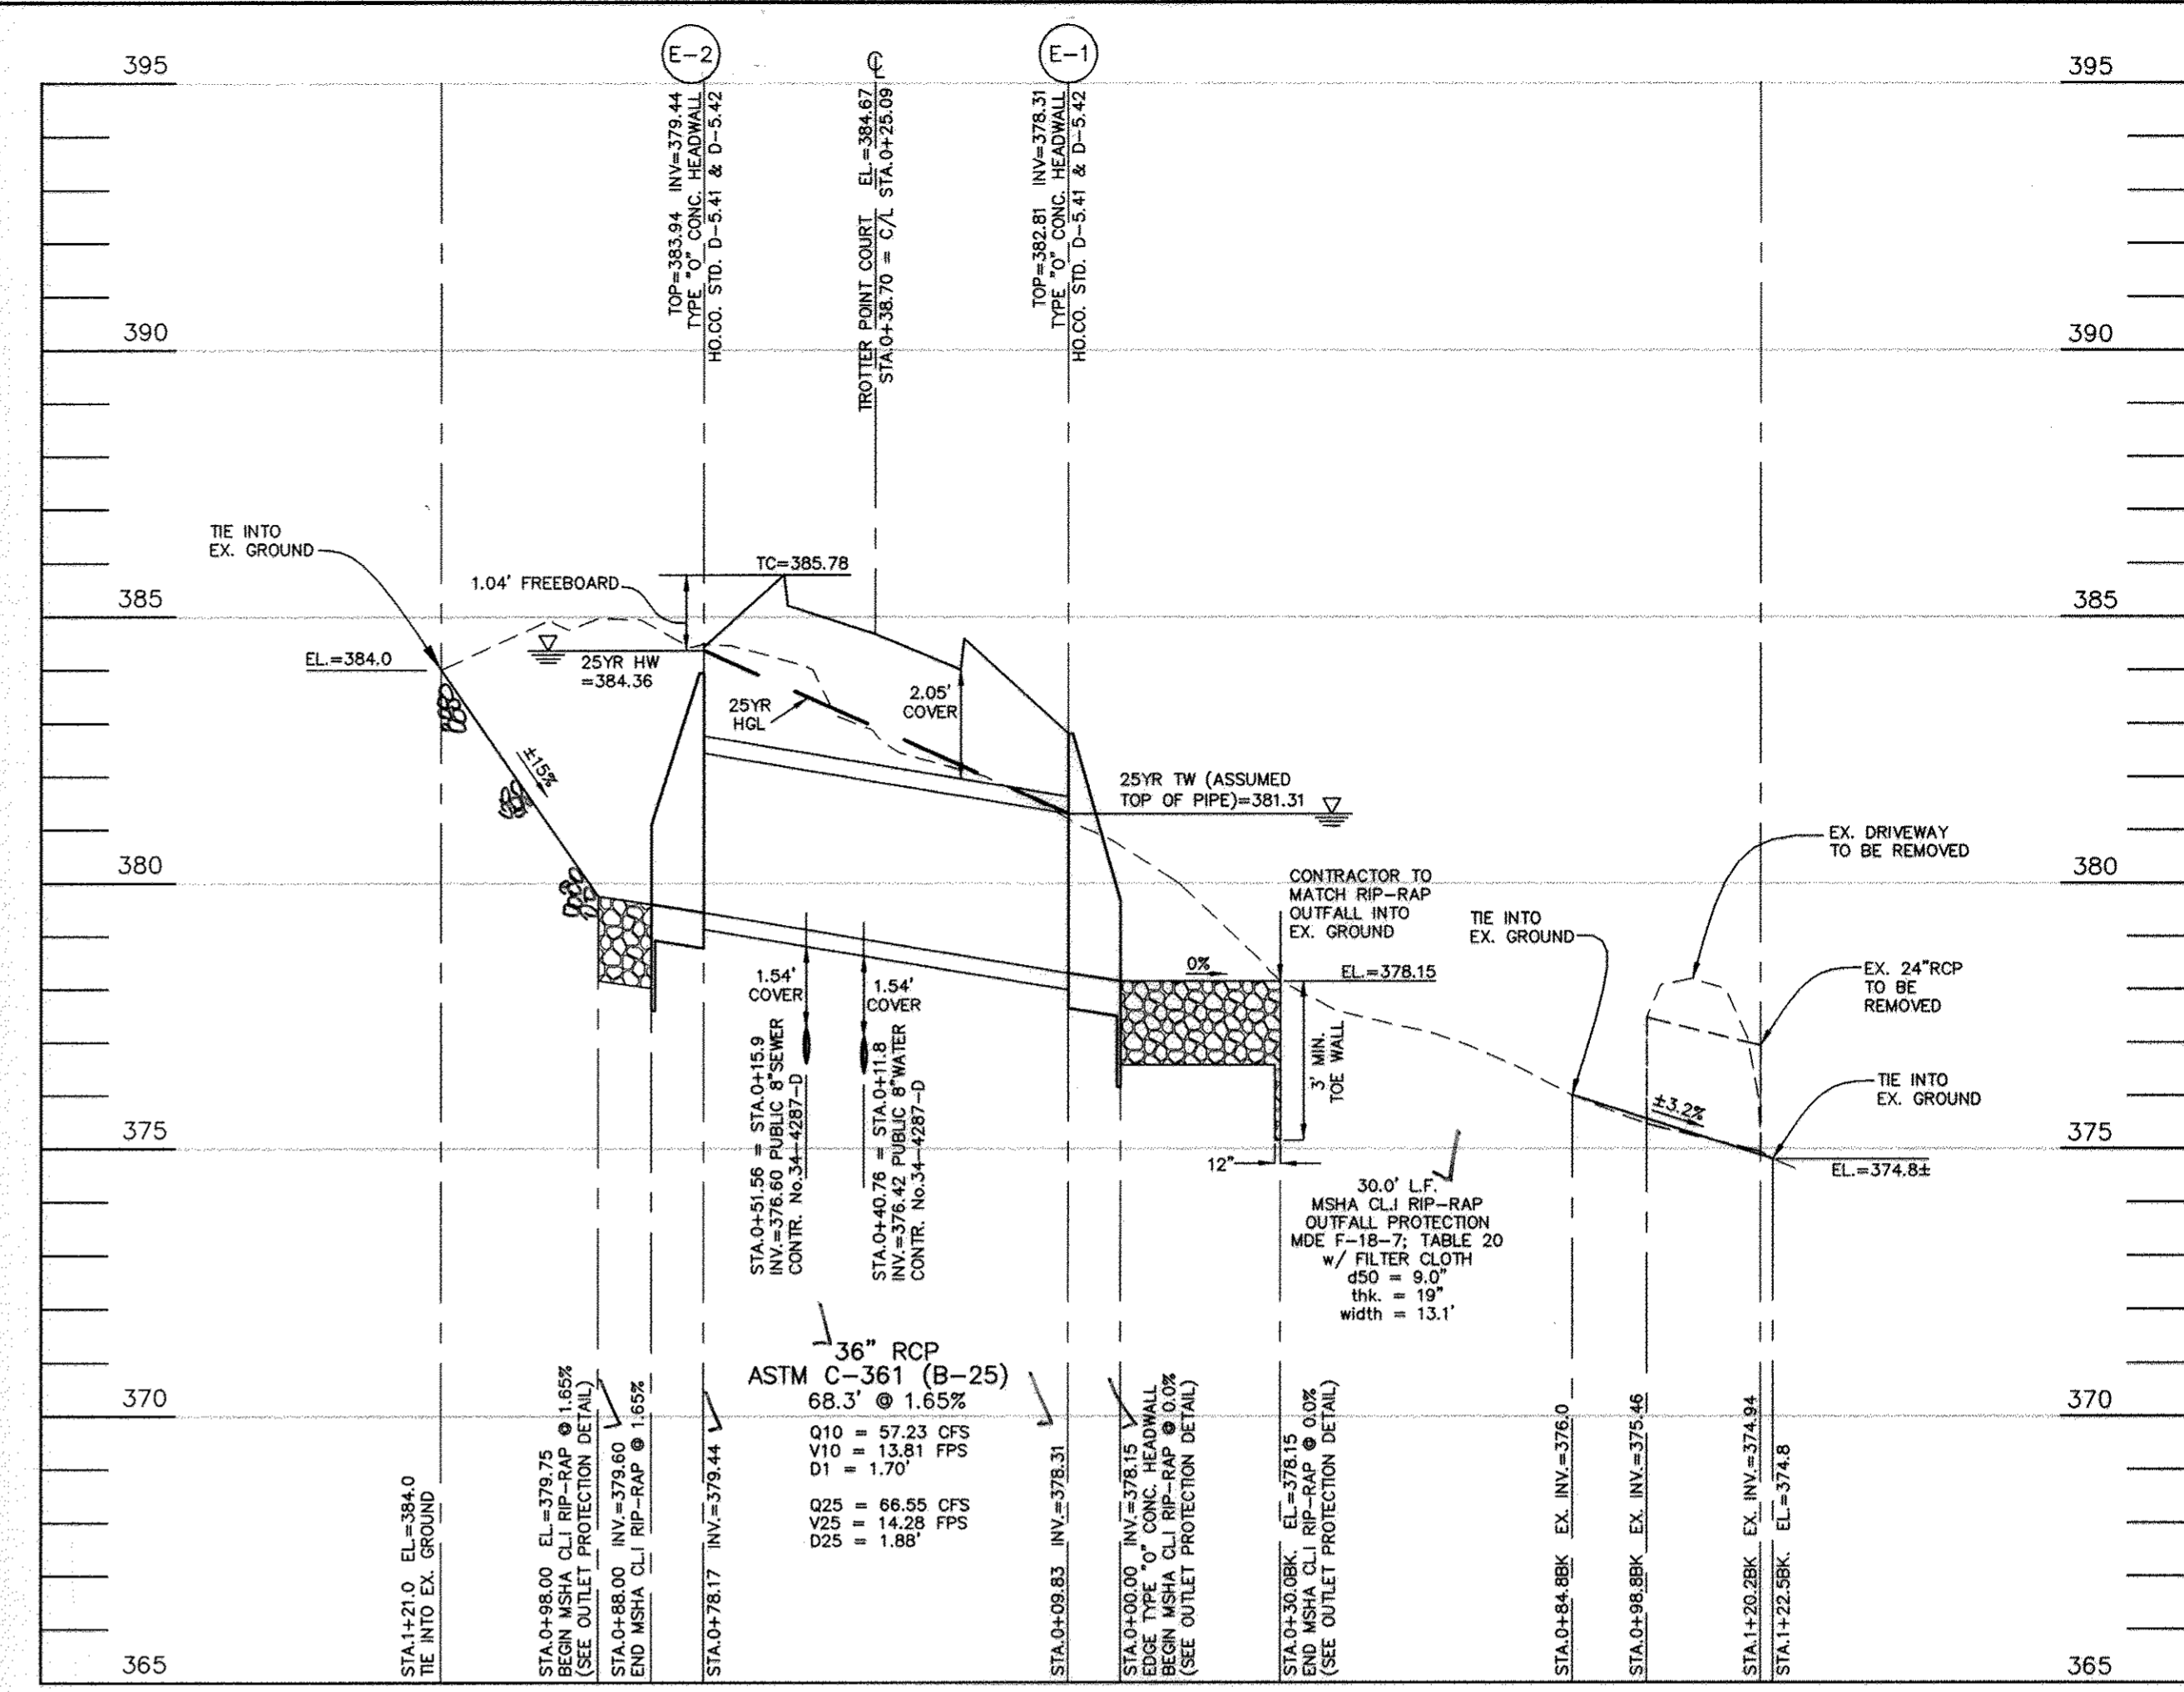 E-2
E-1
395
395
TOP=383.94 INV=379.44
TYPE "O" CONC. HEADWALL
HO.CO. STD. D-5.41 & D-5.42
TROTTER POINT COURT EL.=384.67
STA.0+38.70 = C/L STA.0+25.09
TOP=382.81 INV=378.31
TYPE "O" CONC. HEADWALL
HO.CO. STD. D-5.41 & D-5.42
390
390
TIE INTO
EX. GROUND
1.04' FREEBOARD
TC=385.78
385
385
EL.=384.0
25YR HW
=384.36
25YR
HGL
2.05'
COVER
±15%
25YR TW (ASSUMED
TOP OF PIPE)=381.31
EX. DRIVEWAY
TO BE REMOVED
380
380
CONTRACTOR TO
MATCH RIP-RAP
OUTFALL INTO
EX. GROUND
TIE INTO
EX. GROUND
0%
EL.=378.15
EX. 24"RCP
TO BE
REMOVED
1.54'
COVER
1.54'
COVER
STA.0+51.56 = STA.0+15.9
INV.=376.60 PUBLIC 8"SEWER
CONTR. No.34-4287-D
STA.0+40.76 = STA.0+11.8
INV.=376.42 PUBLIC 8"WATER
CONTR. No.34-4287-D
3' MIN.
TOE WALL
12"
±3.2%
TIE INTO
EX. GROUND
375
375
EL.=374.8±
30.0' L.F.
MSHA CL.I RIP-RAP
OUTFALL PROTECTION
MDE F-18-7; TABLE 20
w/ FILTER CLOTH
d50 = 9.0"
thk. = 19"
width = 13.1'
36" RCP
ASTM C-361 (B-25)
68.3' @ 1.65%
Q10 = 57.23 CFS
V10 = 13.81 FPS
D1 = 1.70'
Q25 = 66.55 CFS
V25 = 14.28 FPS
D25 = 1.88'
370
370
STA.1+21.0 EL=384.0
TIE INTO EX. GROUND
STA.0+98.00 EL.=379.75
BEGIN MSHA CL.I RIP-RAP @ 1.65%
(SEE OUTLET PROTECTION DETAIL)
STA.0+88.00 INV.=379.60
END MSHA CL.I RIP-RAP @ 1.65%
STA.0+78.17 INV.=379.44
STA.0+09.83 INV.=378.31
STA.0+00.00 INV.=378.15
EDGE TYPE "O" CONC. HEADWALL
BEGIN MSHA CL.I RIP-RAP @ 0.0%
(SEE OUTLET PROTECTION DETAIL)
STA.0+30.0BK. EL.=378.15
END MSHA CL.I RIP-RAP @ 0.0%
(SEE OUTLET PROTECTION DETAIL)
STA.0+84.8BK EX. INV.=376.0
STA.0+98.8BK EX. INV.=375.46
STA.1+20.2BK EX. INV.=374.94
STA.1+22.5BK. EL.=374.8
365
365